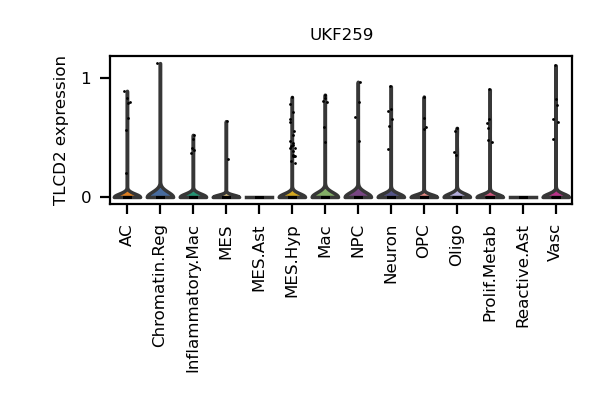 UKF259
TLCD2 expression
1
0
AC
Chromatin.Reg
Inflammatory.Mac
MES
MES.Ast
MES.Hyp
Mac
NPC
Neuron
OPC
Oligo
Prolif.Metab
Reactive.Ast
Vasc